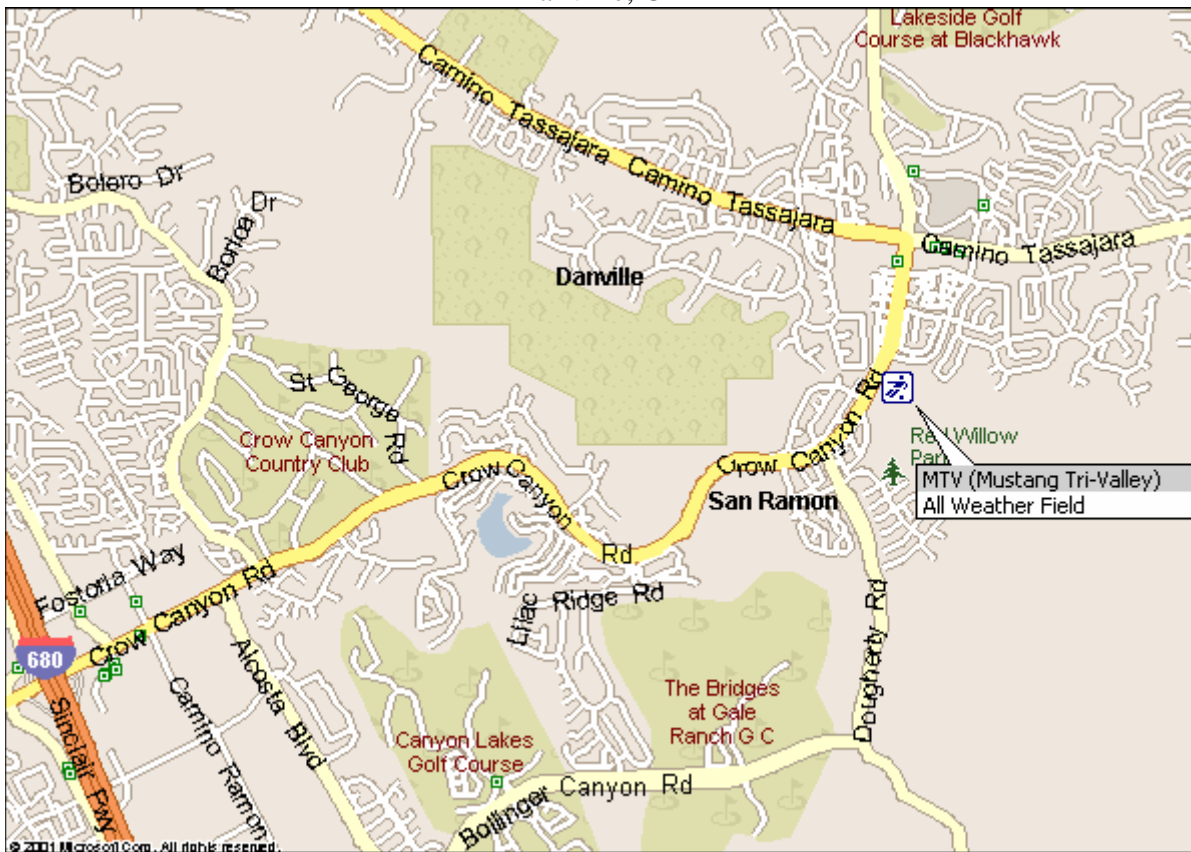 Lakeside Golf
Course at Blackhawk
Camino Tassajara Camino Tassajara
Camino Tassajara
Bolero Dr
Dr
Danville
St George Rd
Crow Canyon
Country Club
Crow Canyon Rd
Red Willow
Park
MTV (Mustang Tri-Valley)
All Weather Field
San Ramon
Crow Canyon
Rd
Fostoria Way
Crow Canyon Rd
Lilac Ridge Rd
680
Alcosta Blvd
Camino Ramon
Sinclair Fwy
Dougherty Rd
The Bridges
at Gale
Ranch G C
Canyon Lakes
Golf Course
Bollinger Canyon Rd
© 2001 Microsoft Corp. All rights reserved.